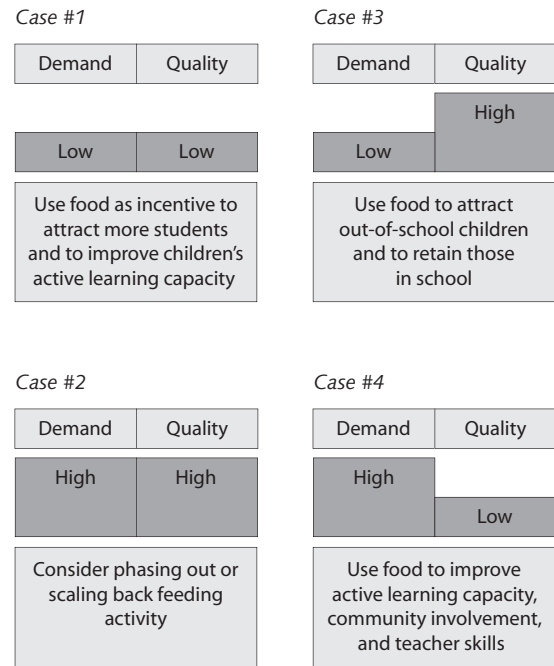 Case #1
Demand Quality
Low Low
Use food as incentive to
attract more students
and to improve children's
active learning capacity
Case #3
Demand Quality
High
Low
Use food to attract
out-of-school children
and to retain those
in school
Case #2
Demand Quality
High High
Consider phasing out or
scaling back feeding
activity
Case #4
Demand Quality
High
Low
Use food to improve
active learning capacity,
community involvement,
and teacher skills